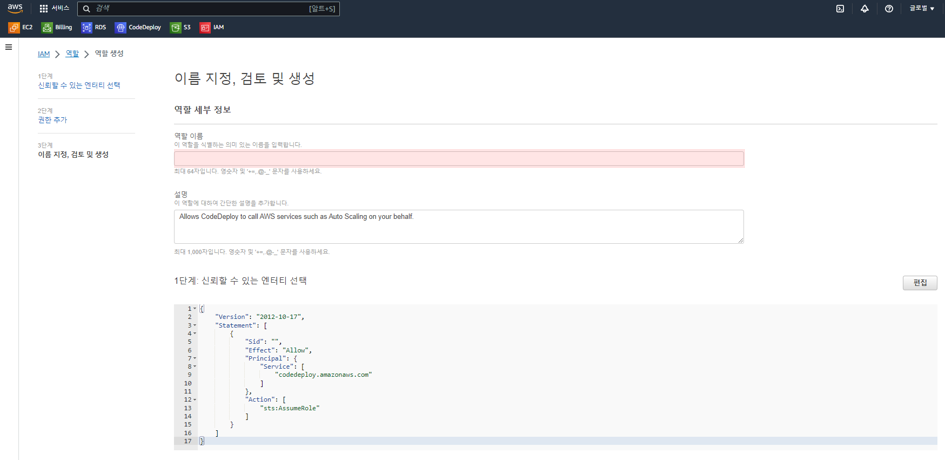 aws 서비스 검색 [알트+S] 글로벌 ▼
EC2 Billing RDS CodeDeploy S3 IAM
IAM > 역할 > 역할 생성
1단계
신뢰할 수 있는 엔터티 선택
2단계
권한 추가
3단계
이름 지정, 검토 및 생성
이름 지정, 검토 및 생성
역할 세부 정보
역할 이름
이 역할을 식별하는 의미 있는 이름을 입력합니다.
최대 64자입니다. 영숫자 및 '+=,.@-_' 문자를 사용하세요.
설명
이 역할에 대하여 간단한 설명을 추가합니다.
Allows CodeDeploy to call AWS services such as Auto Scaling on your behalf.
최대 1,000자입니다. 영숫자 및 '+=,.@-_' 문자를 사용하세요.
1단계: 신뢰할 수 있는 엔터티 선택
편집
1 {
2 "Version": "2012-10-17",
3 "Statement": [
4 {
5 "Sid": "",
6 "Effect": "Allow",
7 "Principal": {
8 "Service": [
9 "codedeploy.amazonaws.com"
10 ]
11 },
12 "Action": [
13 "sts:AssumeRole"
14 ]
15 }
16 ]
17 }